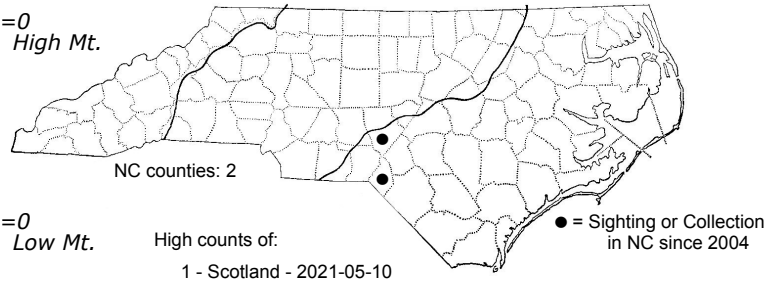 =0
High Mt.
NC counties: 2
=0
Low Mt.
High counts of:
1 - Scotland - 2021-05-10
● = Sighting or Collection
in NC since 2004